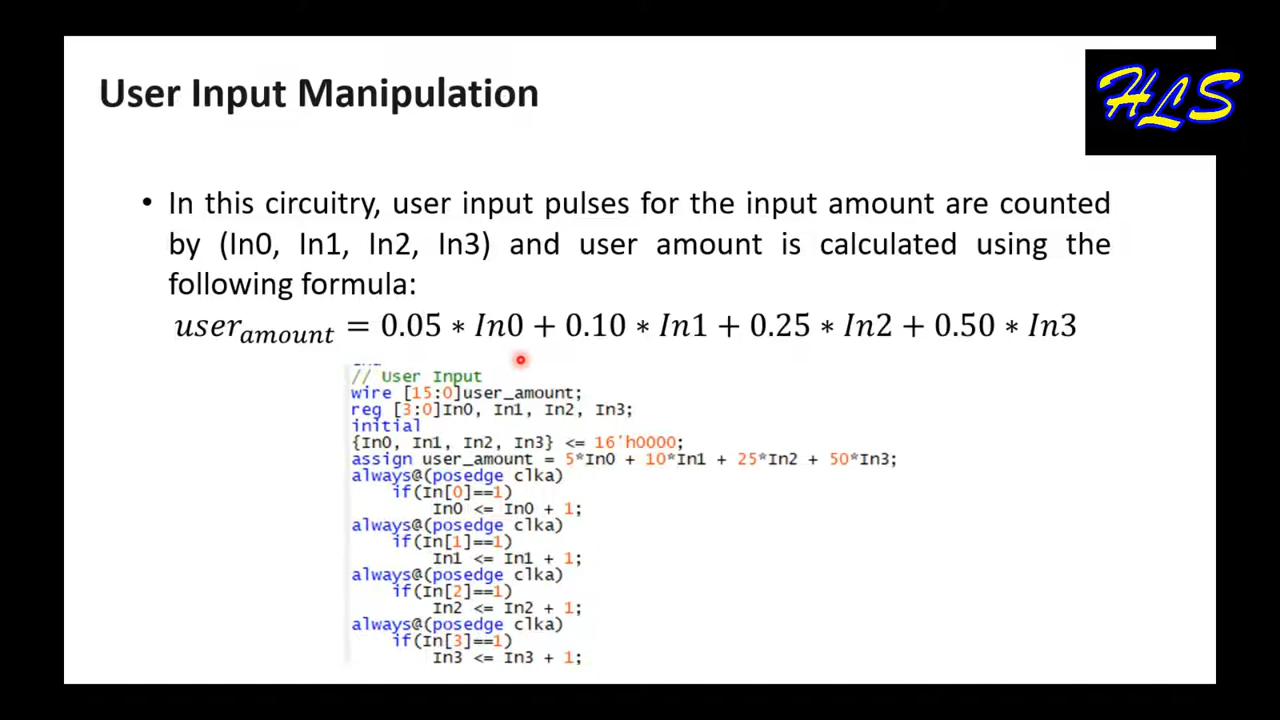 User Input Manipulation
HLS
• In this circuitry, user input pulses for the input amount are counted
by (In0, In1, In2, In3) and user amount is calculated using the
following formula:
user_amount = 0.05 ∗ In0 + 0.10 ∗ In1 + 0.25 ∗ In2 + 0.50 ∗ In3
// User Input
wire [15:0]user_amount;
reg [3:0]In0, In1, In2, In3;
initial
{In0, In1, In2, In3} <= 16'h0000;
assign user_amount = 5*In0 + 10*In1 + 25*In2 + 50*In3;
always@(posedge clka)
if(In[0]==1)
In0 <= In0 + 1;
always@(posedge clka)
if(In[1]==1)
In1 <= In1 + 1;
always@(posedge clka)
if(In[2]==1)
In2 <= In2 + 1;
always@(posedge clka)
if(In[3]==1)
In3 <= In3 + 1;